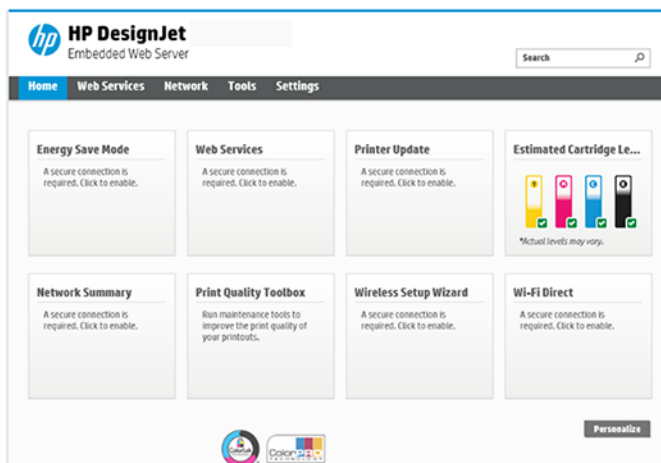 hp HP DesignJet
Embedded Web Server
Search
Home Web Services Network Tools Settings
Energy Save Mode
A secure connection is
required. Click to enable.
Web Services
A secure connection is
required. Click to enable.
Printer Update
A secure connection is
required. Click to enable.
Estimated Cartridge Le...
Y M C K
*Actual levels may vary.
Network Summary
A secure connection is
required. Click to enable.
Print Quality Toolbox
Run maintenance tools to
improve the print quality of
your printouts.
Wireless Setup Wizard
A secure connection is
required. Click to enable.
Wi-Fi Direct
A secure connection is
required. Click to enable.
Personalize
ColorLok
ColorPRO
TECHNOLOGY